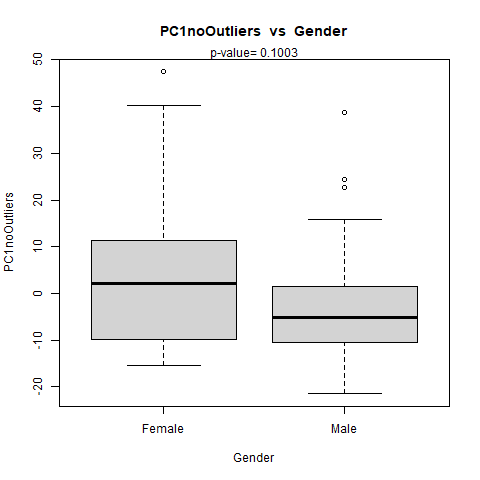 PC1noOutliers vs Gender
p-value= 0.1003
PC1noOutliers
50
40
30
20
10
0
-10
-20
Female Male
Gender